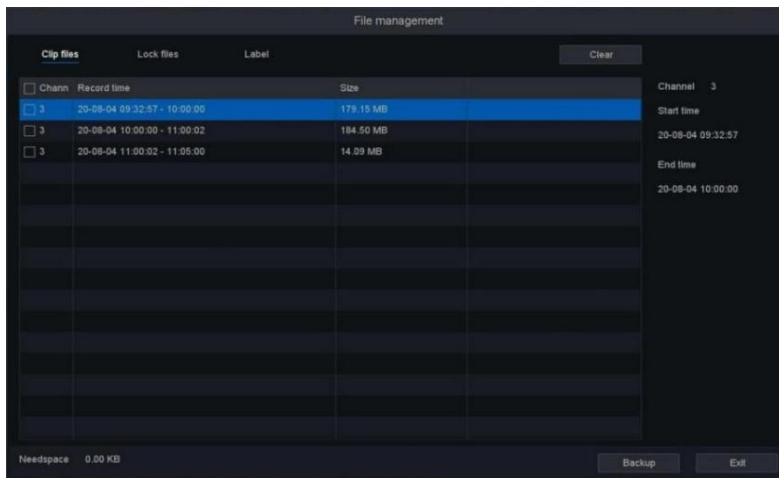 File management
Clip files Lock files Label Clear
Chann Record time Size
3 20-08-04 09:32:57 - 10:00:00 179.15 MB
3 20-08-04 10:00:00 - 11:00:02 184.50 MB
3 20-08-04 11:00:02 - 11:05:00 14.09 MB
Channel 3
Start time
20-08-04 09:32:57
End time
20-08-04 10:00:00
Needspace 0.00 KB
Backup Exit